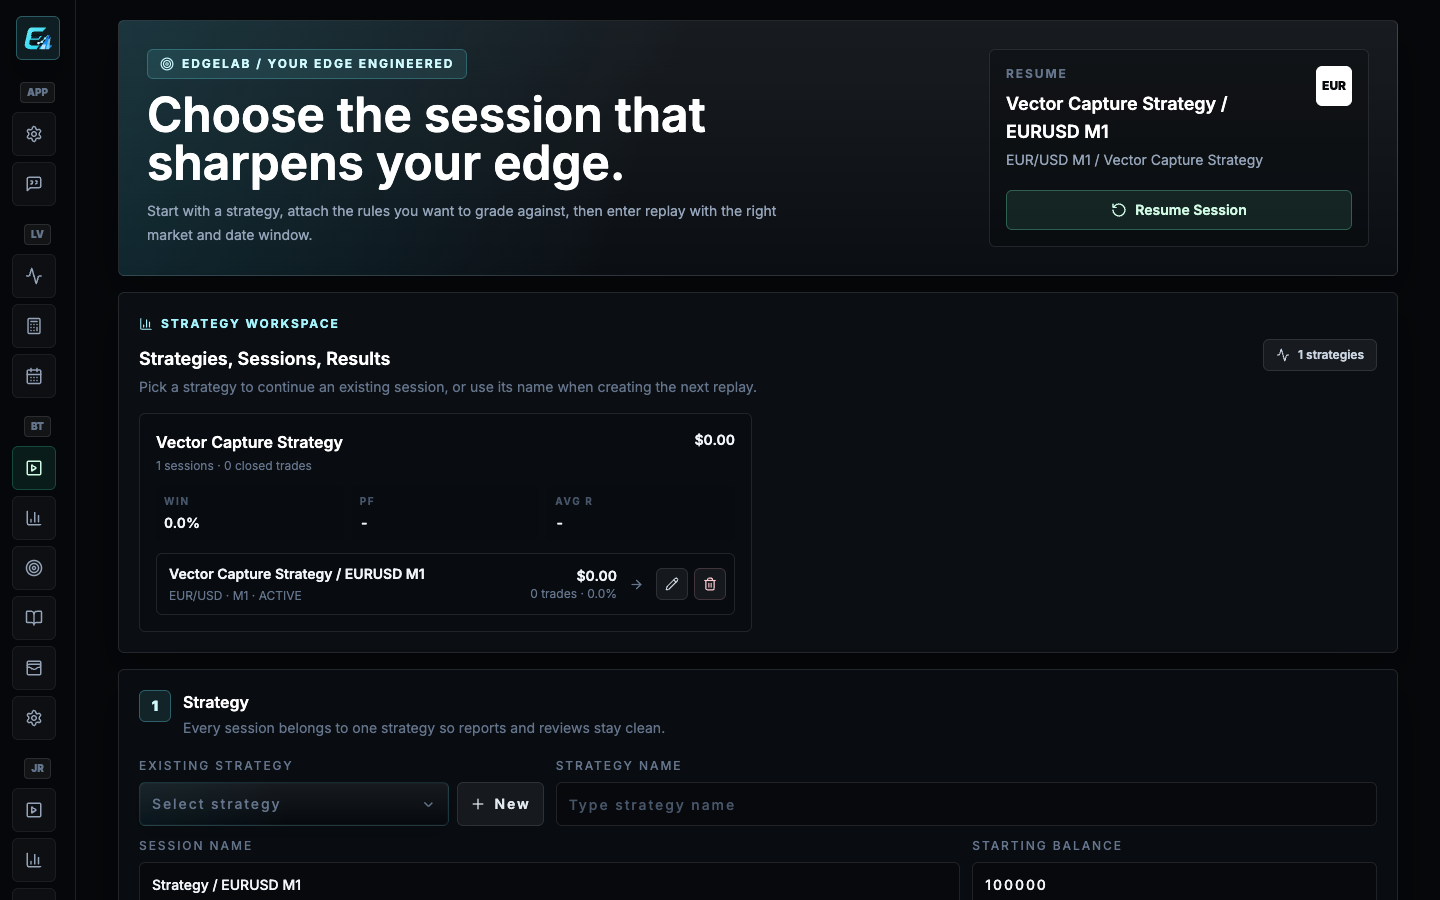 APP
LV
BT
JR
EDGELAB / YOUR EDGE ENGINEERED
Choose the session that
sharpens your edge.
Start with a strategy, attach the rules you want to grade against, then enter replay with the right
market and date window.
RESUME
EUR
Vector Capture Strategy /
EURUSD M1
EUR/USD M1 / Vector Capture Strategy
Resume Session
STRATEGY WORKSPACE
Strategies, Sessions, Results
1 strategies
Pick a strategy to continue an existing session, or use its name when creating the next replay.
Vector Capture Strategy
$0.00
1 sessions · 0 closed trades
WIN
PF
AVG R
0.0%
-
-
Vector Capture Strategy / EURUSD M1
$0.00
EUR/USD · M1 · ACTIVE
0 trades · 0.0%
1
Strategy
Every session belongs to one strategy so reports and reviews stay clean.
EXISTING STRATEGY
STRATEGY NAME
Select strategy
New
Type strategy name
SESSION NAME
STARTING BALANCE
Strategy / EURUSD M1
100000